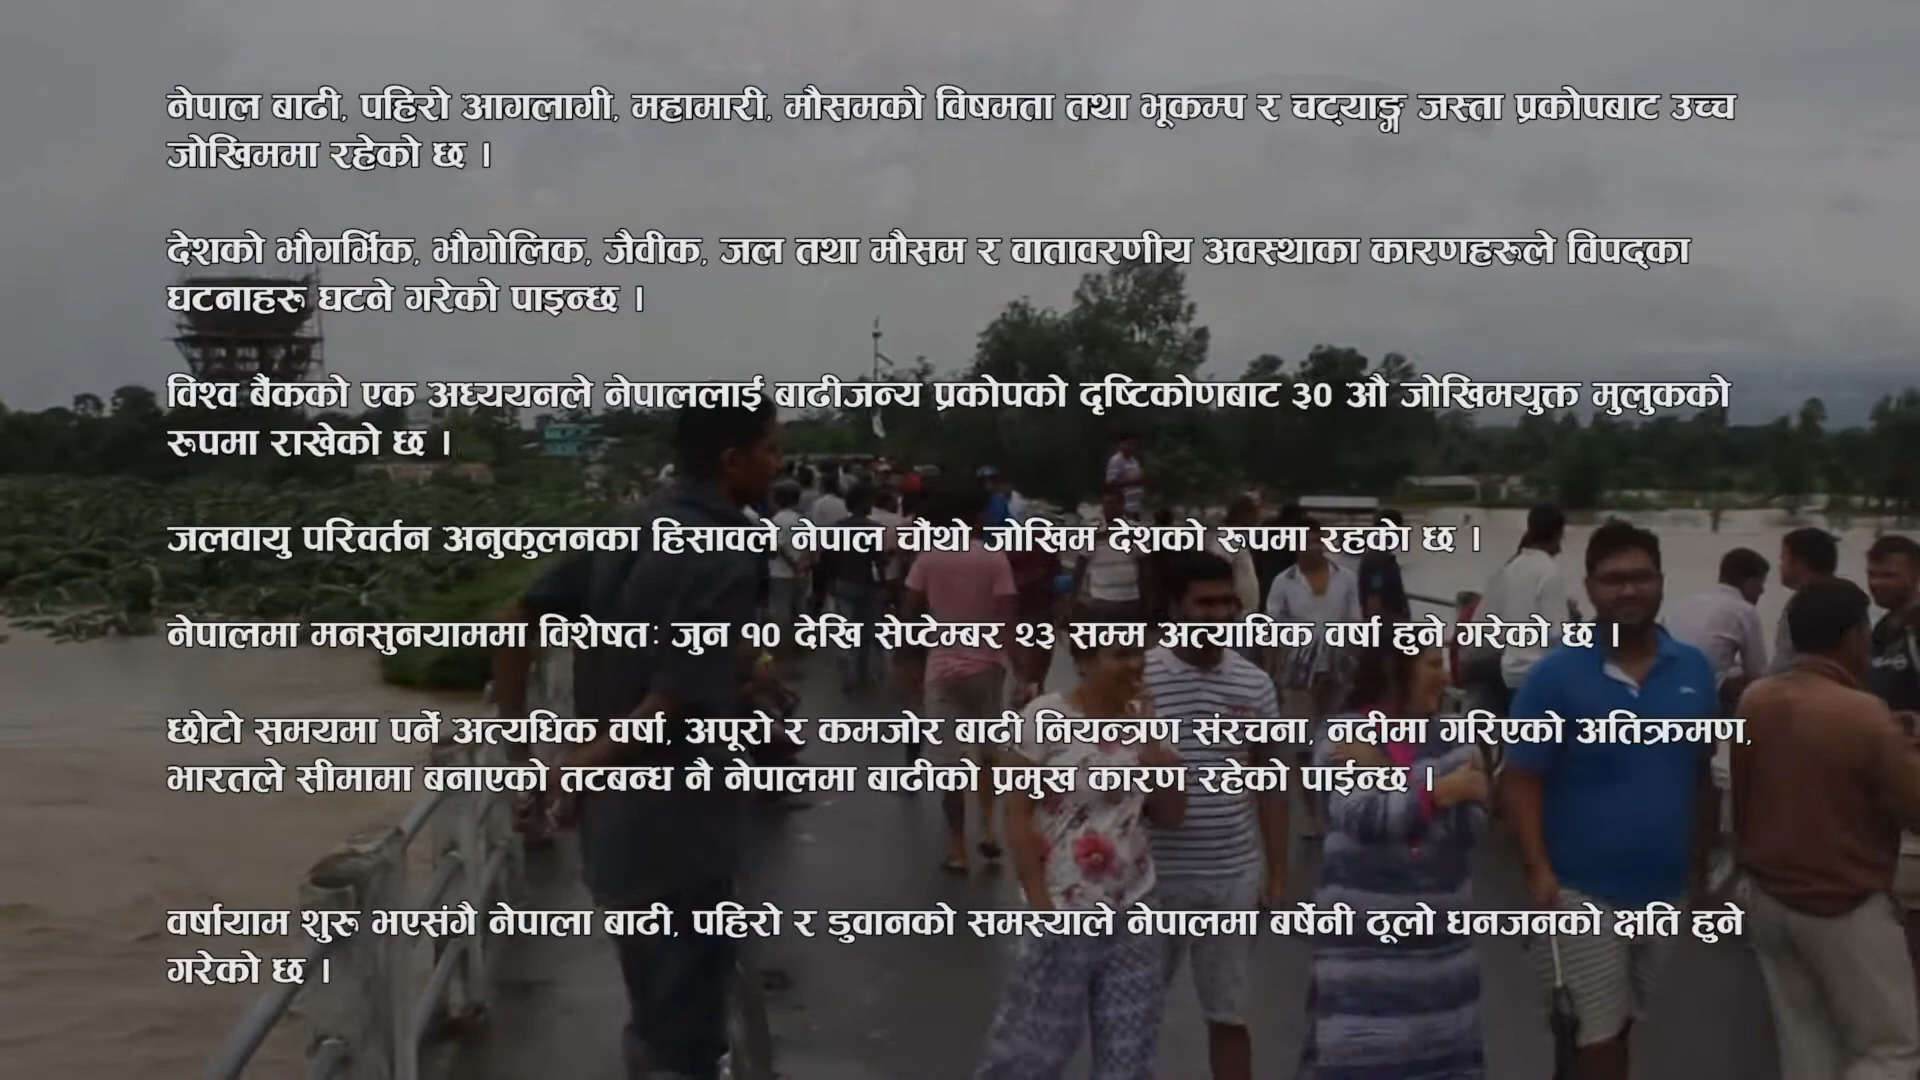 नेपाल बाढी, पहिरो आगलागी, महामारी, मौसमको विषमता तथा भूकम्प र चट्याङ्ग जस्ता प्रकोपबाट उच्च
जोखिममा रहेको छ ।
देशको भौगर्भिक, भौगोलिक, जैवीक, जल तथा मौसम र वातावरणीय अवस्थाका कारणहरुले विपद्का
घटनाहरु घटने गरेको पाइन्छ ।
विश्व बैंकको एक अध्ययनले नेपाललाई बाढीजन्य प्रकोपको दृष्टिकोणबाट ३० औ जोखिमयुक्त मुलुकको
रुपमा राखेको छ ।
जलवायु परिवर्तन अनुकुलनका हिसावले नेपाल चौंथो जोखिम देशको रुपमा रहको छ ।
नेपालमा मनसुनयाममा विशेषतः जुन १० देखि सेप्टेम्बर २३ सम्म अत्याधिक वर्षा हुने गरेको छ ।
छोटो समयमा पर्ने अत्यधिक वर्षा, अपूरो र कमजोर बाढी नियन्त्रण संरचना, नदीमा गरिएको अतिक्रमण,
भारतले सीमामा बनाएको तटबन्ध नै नेपालमा बाढीको प्रमुख कारण रहेको पाईन्छ ।
वर्षायाम शुरु भएसंगै नेपाला बाढी, पहिरो र डुवानको समस्याले नेपालमा बर्षेनी ठूलो धनजनको क्षति हुने
गरेको छ ।